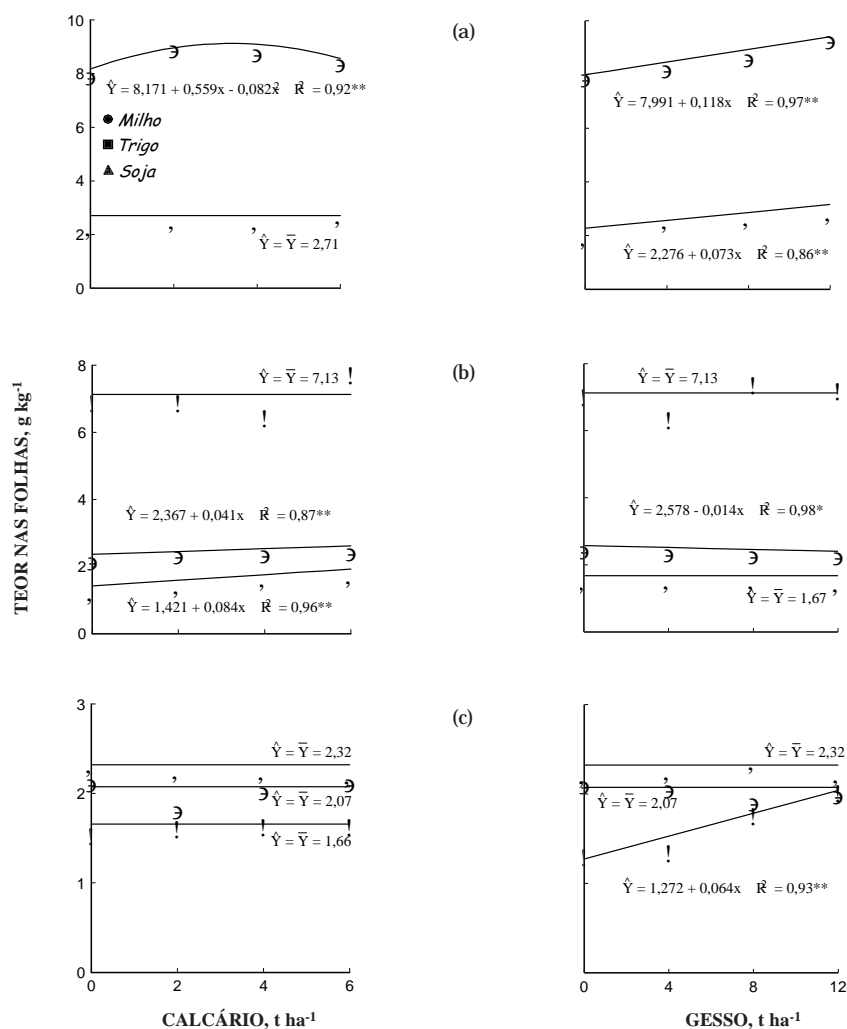 TEOR NAS FOLHAS, g kg-1
(a)
10
8
6
4
2
0
Ŷ = 8,171 + 0,559x - 0,082x² R² = 0,92**
Milho
Trigo
Soja
Ŷ = Ȳ = 2,71
Ŷ = 7,991 + 0,118x R² = 0,97**
Ŷ = 2,276 + 0,073x R² = 0,86**
(b)
8
6
4
2
0
Ŷ = Ȳ = 7,13
Ŷ = 2,367 + 0,041x R² = 0,87**
Ŷ = 1,421 + 0,084x R² = 0,96**
Ŷ = Ȳ = 7,13
Ŷ = 2,578 - 0,014x R² = 0,98*
Ŷ = Ȳ = 1,67
(c)
3
2
1
0
Ŷ = Ȳ = 2,32
Ŷ = Ȳ = 2,07
Ŷ = Ȳ = 1,66
0 2 4 6
CALCÁRIO, t ha-1
Ŷ = Ȳ = 2,32
Ŷ = Ȳ = 2,07
Ŷ = 1,272 + 0,064x R² = 0,93**
0 4 8 12
GESSO, t ha-1